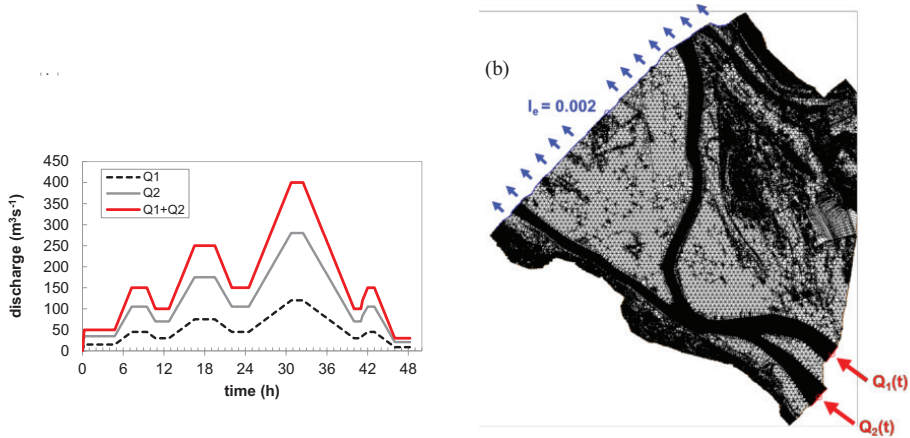 (b)
I_e = 0.002
450
400
350
300
250
200
150
100
50
0
discharge (m³s⁻¹)
Q1
Q2
Q1+Q2
0 6 12 18 24 30 36 42 48
time (h)
Q₁(t)
Q₂(t)